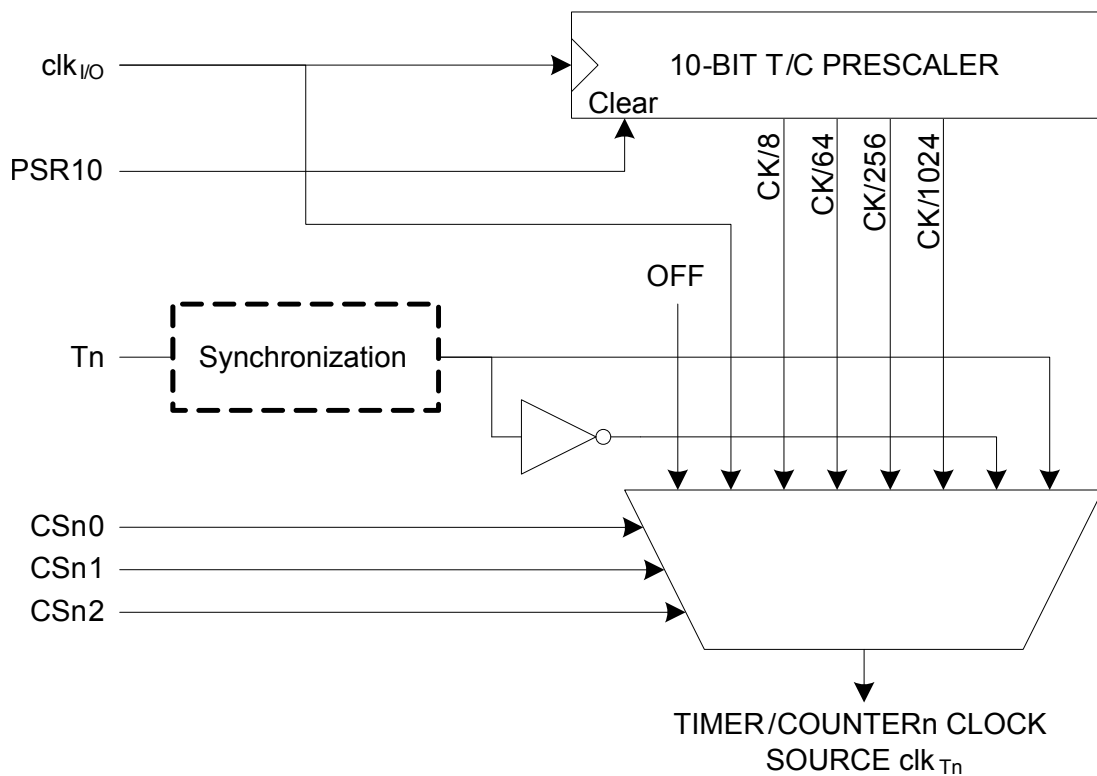 clkI/O
10-BIT T/C PRESCALER
Clear
PSR10
CK/8
CK/64
CK/256
CK/1024
OFF
Tn
Synchronization
CSn0
CSn1
CSn2
TIMER/COUNTERn CLOCK
SOURCE clkTn